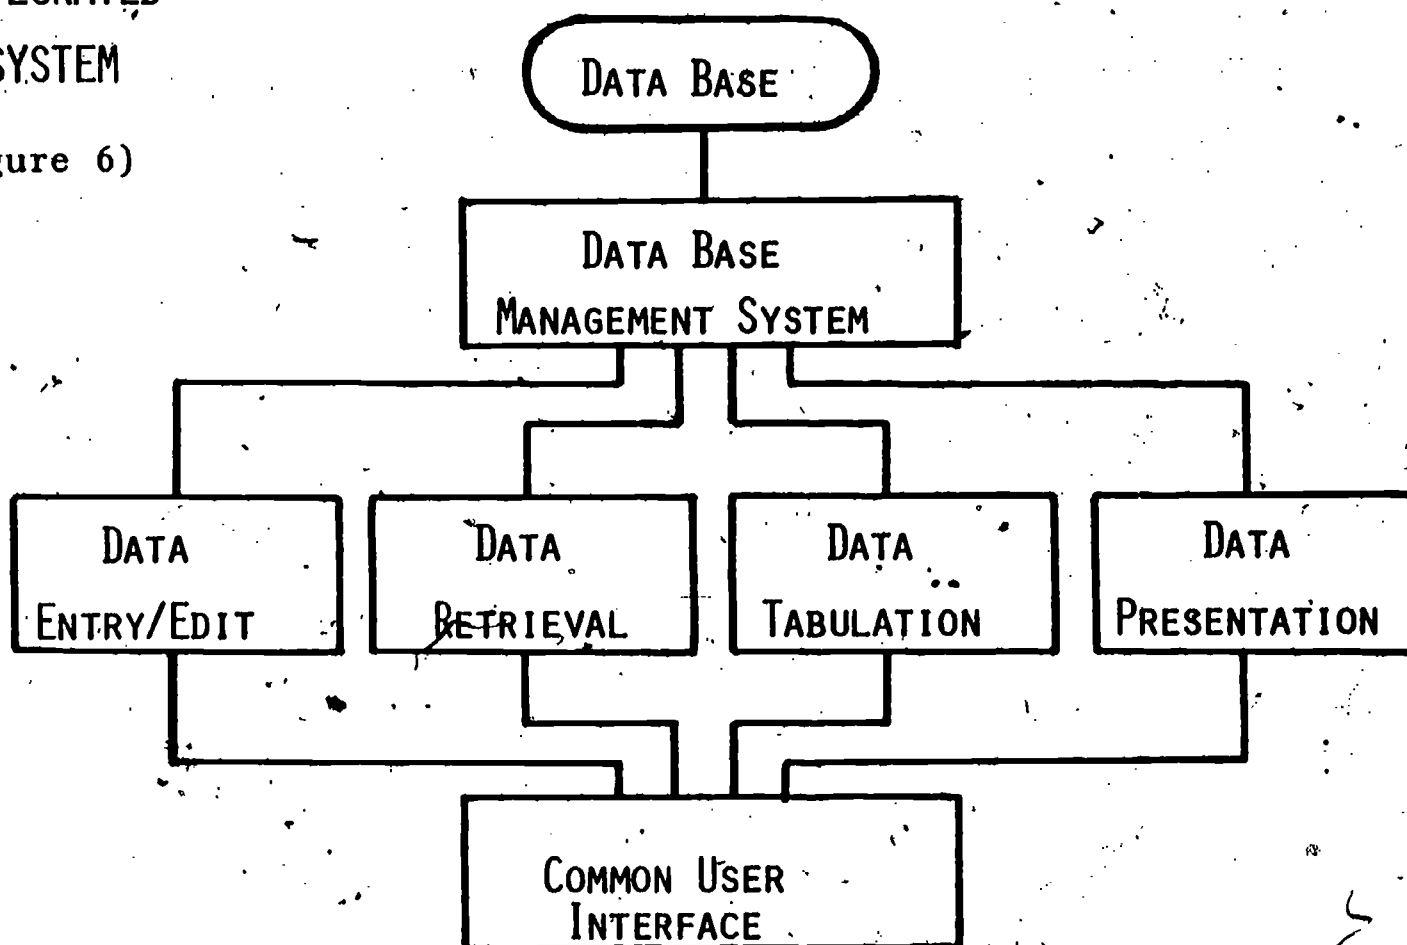 SYSTEM
gure 6)
DATA BASE
DATA BASE
MANAGEMENT SYSTEM
DATA
ENTRY/EDIT
DATA
RETRIEVAL
DATA
TABULATION
DATA
PRESENTATION
COMMON USER
INTERFACE